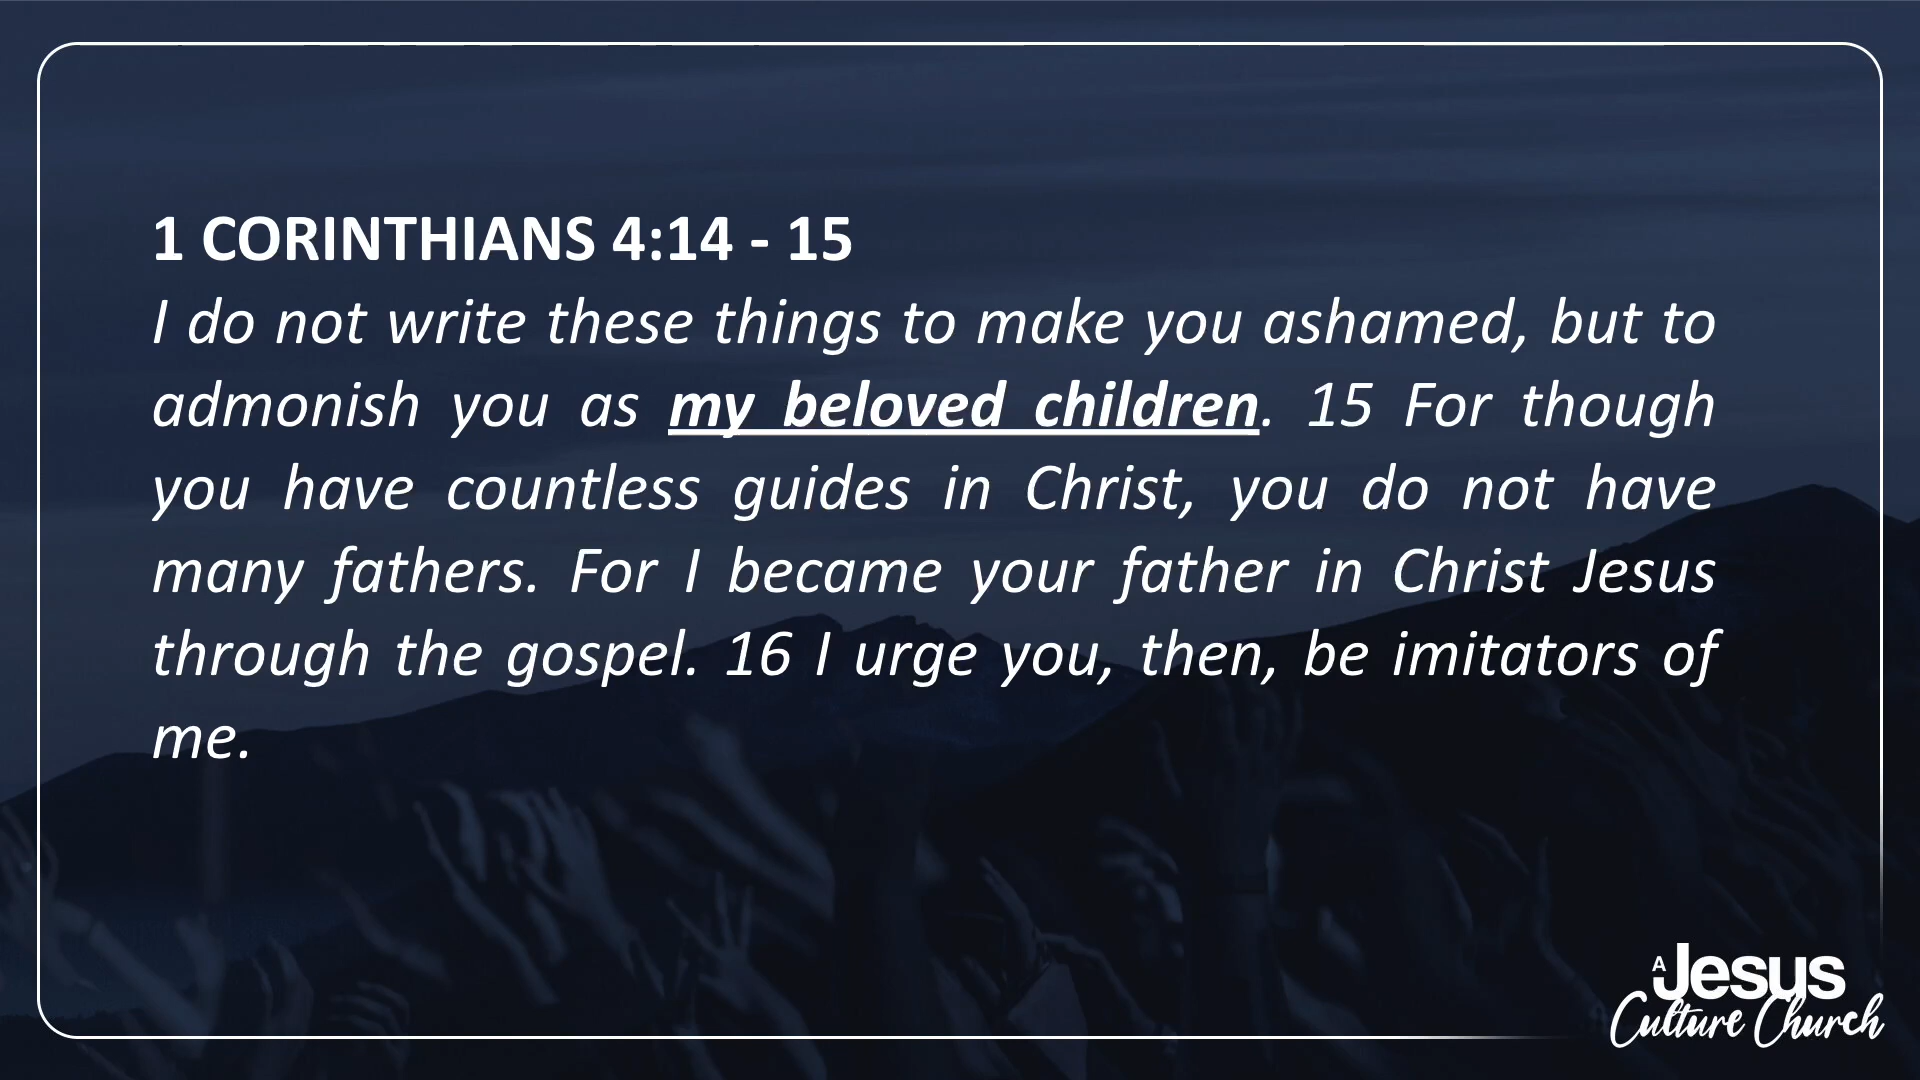 1 CORINTHIANS 4:14 - 15
I do not write these things to make you ashamed, but to
admonish you as my beloved children. 15 For though
you have countless guides in Christ, you do not have
many fathers. For I became your father in Christ Jesus
through the gospel. 16 I urge you, then, be imitators of
me.
A Jesus
Culture Church